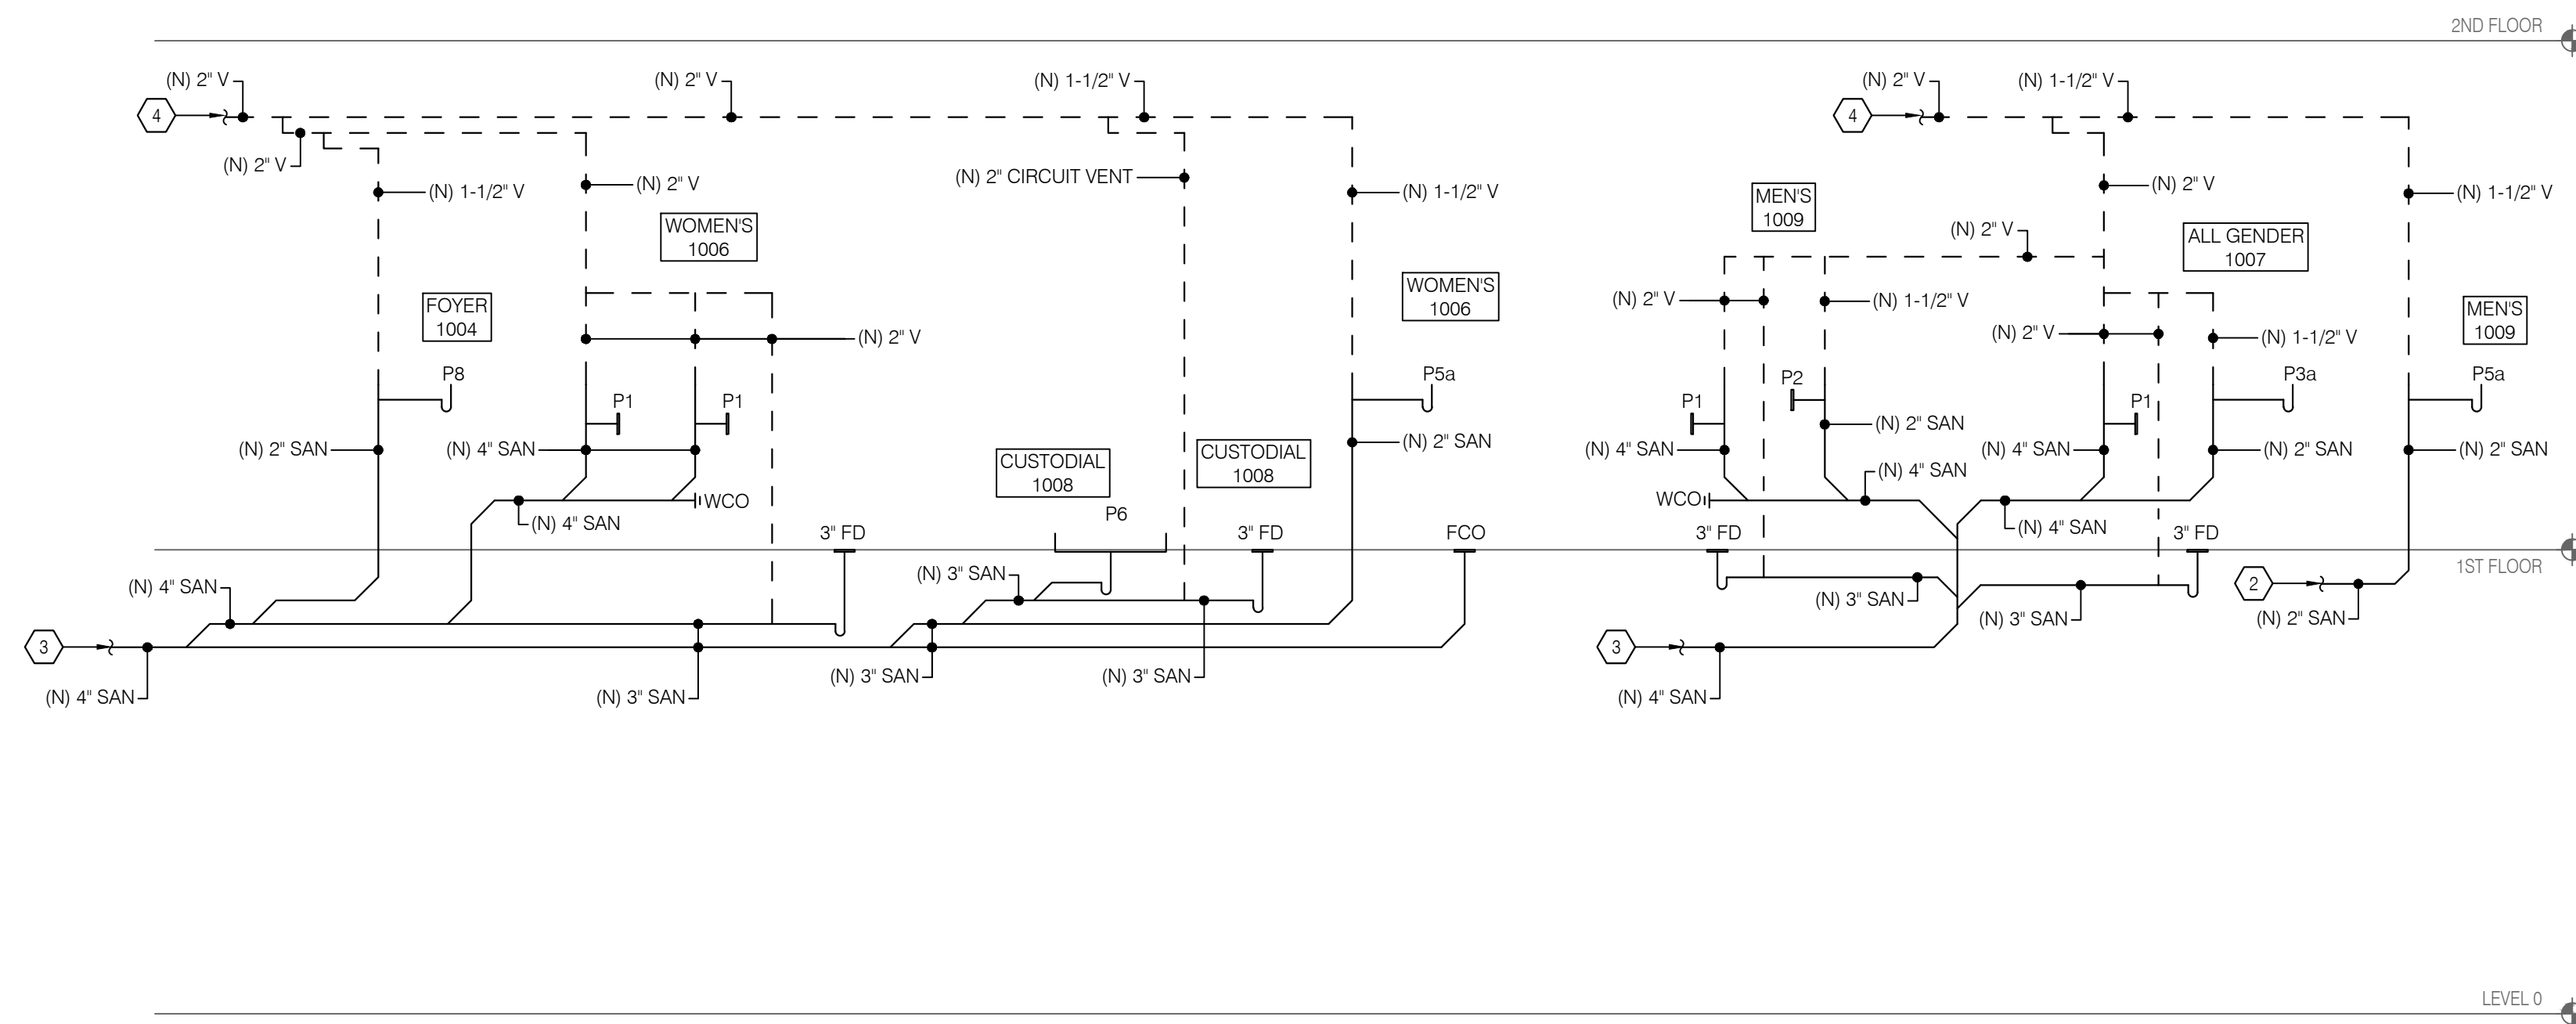 2ND FLOOR
(N) 2" V
(N) 2" V
(N) 1-1/2" V
(N) 2" V
(N) 1-1/2" V
4
4
(N) 2" V
(N) 1-1/2" V
(N) 2" V
(N) 2" CIRCUIT VENT
(N) 1-1/2" V
(N) 2" V
(N) 1-1/2" V
WOMEN'S
1006
MEN'S
1009
(N) 2" V
ALL GENDER
1007
FOYER
1004
WOMEN'S
1006
(N) 2" V
(N) 1-1/2" V
MEN'S
1009
(N) 2" V
(N) 2" V
(N) 1-1/2" V
P8
P5a
P2
P3a
P5a
P1
P1
P1
P1
(N) 2" SAN
(N) 4" SAN
(N) 2" SAN
(N) 4" SAN
(N) 2" SAN
(N) 4" SAN
(N) 2" SAN
(N) 2" SAN
CUSTODIAL
1008
CUSTODIAL
1008
(N) 4" SAN
WCO
WCO
(N) 4" SAN
P6
(N) 4" SAN
3" FD
3" FD
FCO
3" FD
3" FD
1ST FLOOR
(N) 4" SAN
(N) 3" SAN
(N) 3" SAN
(N) 3" SAN
2
(N) 2" SAN
3
3
(N) 4" SAN
(N) 3" SAN
(N) 3" SAN
(N) 3" SAN
(N) 4" SAN
LEVEL 0